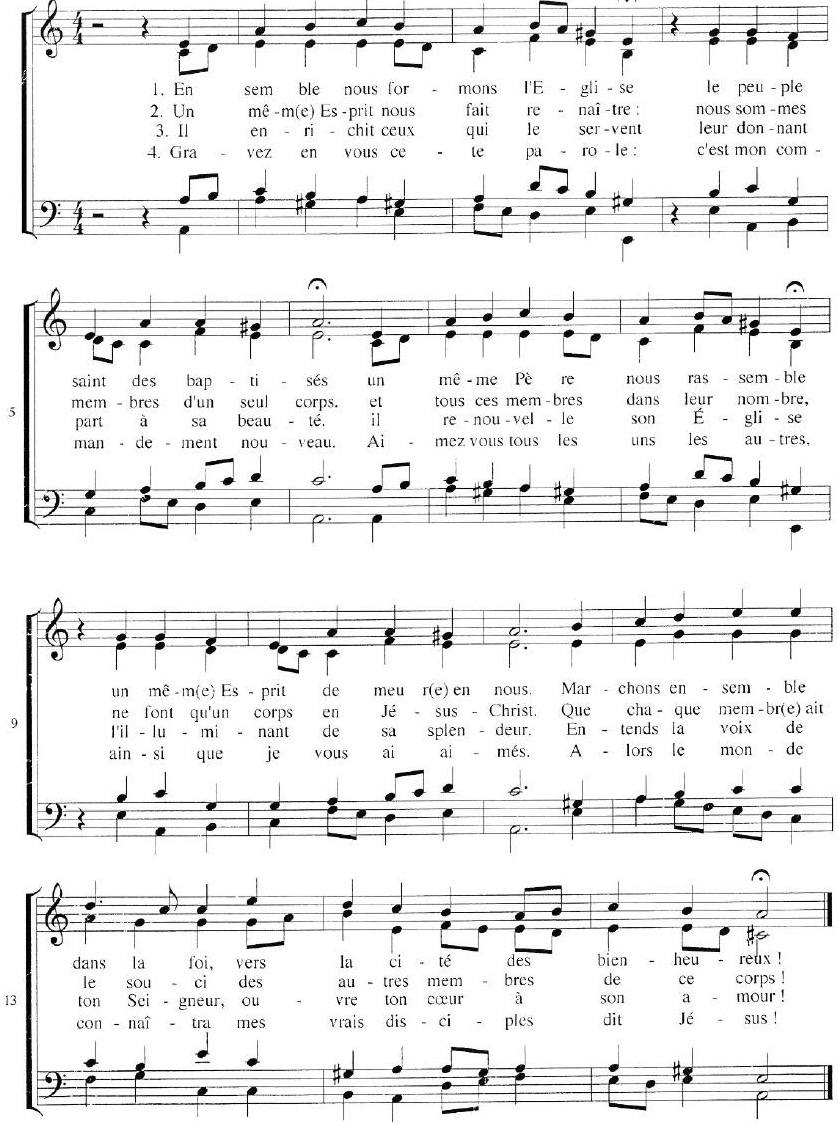 1. En sem ble nous for - mons l'E - gli - se le peu - ple
2. Un mê -m(e) Es -prit nous fait re - naî -tre : nous som - mes
3. Il en - ri - chit ceux qui le ser - vent leur don - nant
4. Gra - vez en vous ce - te pa - ro - le : c'est mon com -
saint des bap - ti - sés un mê - me Pè re nous ras - sem - ble
5
mem - bres d'un seul corps. et tous ces mem - bres dans leur nom - bre,
part à sa beau - té. il re - nou - vel - le son É - gli - se
man - de - ment nou - veau. Ai - mez vous tous les uns les au - tres,
un mê -m(e) Es - prit de meu r(e) en nous. Mar - chons en - sem - ble
9
ne font qu'un corps en Jé - sus - Christ. Que cha - que mem - br(e) ait
l'il - lu - mi - nant de sa splen - deur. En - tends la voix de
ain - si que je vous ai ai - més. A - lors le mon - de
dans la foi, vers la ci - té des bien - heu - reux !
le sou - ci des au - tres mem - bres de ce corps !
13
ton Sei - gneur, ou - vre ton cœur à son a - mour !
con - naî - tra mes vrais dis - ci - ples dit Jé - sus !